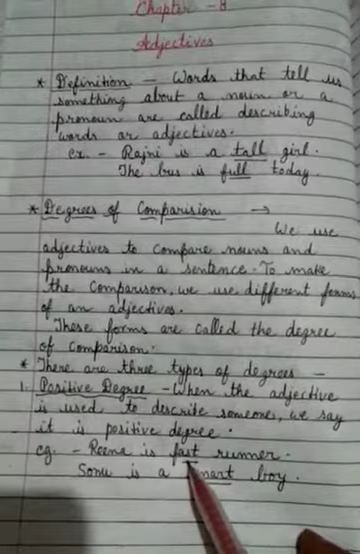 Chapter - 8
Adjectives
* Definition - Words that tell us
something about a noun or a
pronoun are called describing
words or adjectives.
ex. - Rajni is a tall girl.
The bus is full today.
* Degrees of Comparision →
We use
adjectives to compare nouns and
pronouns in a sentence. To make
the comparison, we use different forms
of an adjectives.
These forms are called the degree
of comparison.
* There are three types of degrees -
1. Positive Degree - When the adjective
is used to describe someone, we say
it is positive degree.
eg. - Reena is fast runner.
Sonu is a smart boy.